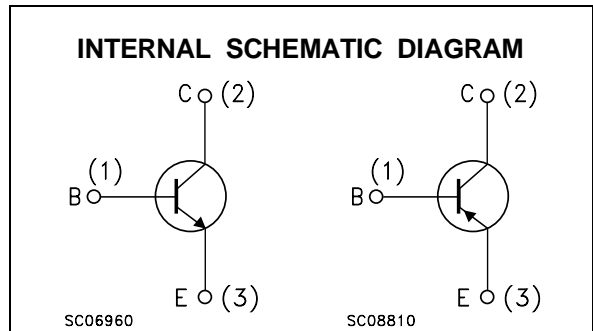 INTERNAL SCHEMATIC DIAGRAM
C (2) C (2)
(1) (1)
B B
E (3) E (3)
SC06960 SC08810